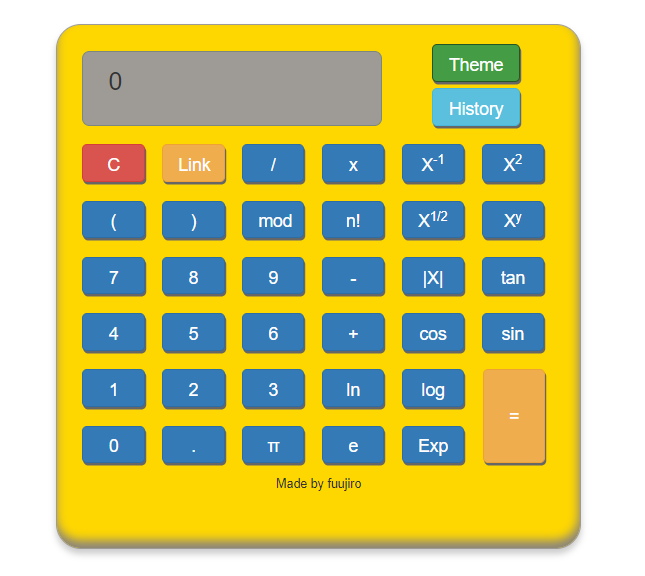 0
Theme
History
C Link / x X⁻¹ X²
( ) mod n! X¹/² Xʸ
7 8 9 - |X| tan
4 5 6 + cos sin
1 2 3 ln log
=
0 . π e Exp
Made by fuujiro